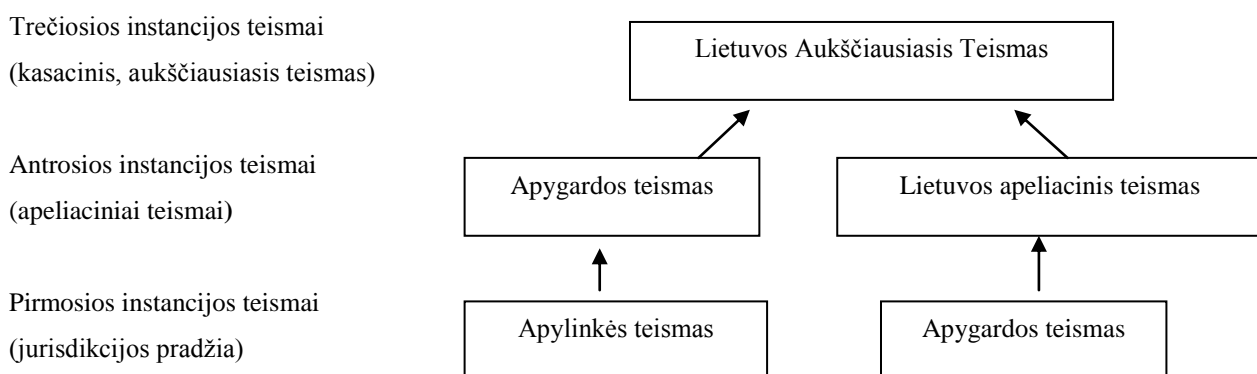 Trečiosios instancijos teismai
(kasacinis, aukščiausiasis teismas)
Lietuvos Aukščiausiasis Teismas
Antrosios instancijos teismai
(apeliaciniai teismai)
Apygardos teismas
Lietuvos apeliacinis teismas
Pirmosios instancijos teismai
(jurisdikcijos pradžia)
Apylinkės teismas
Apygardos teismas